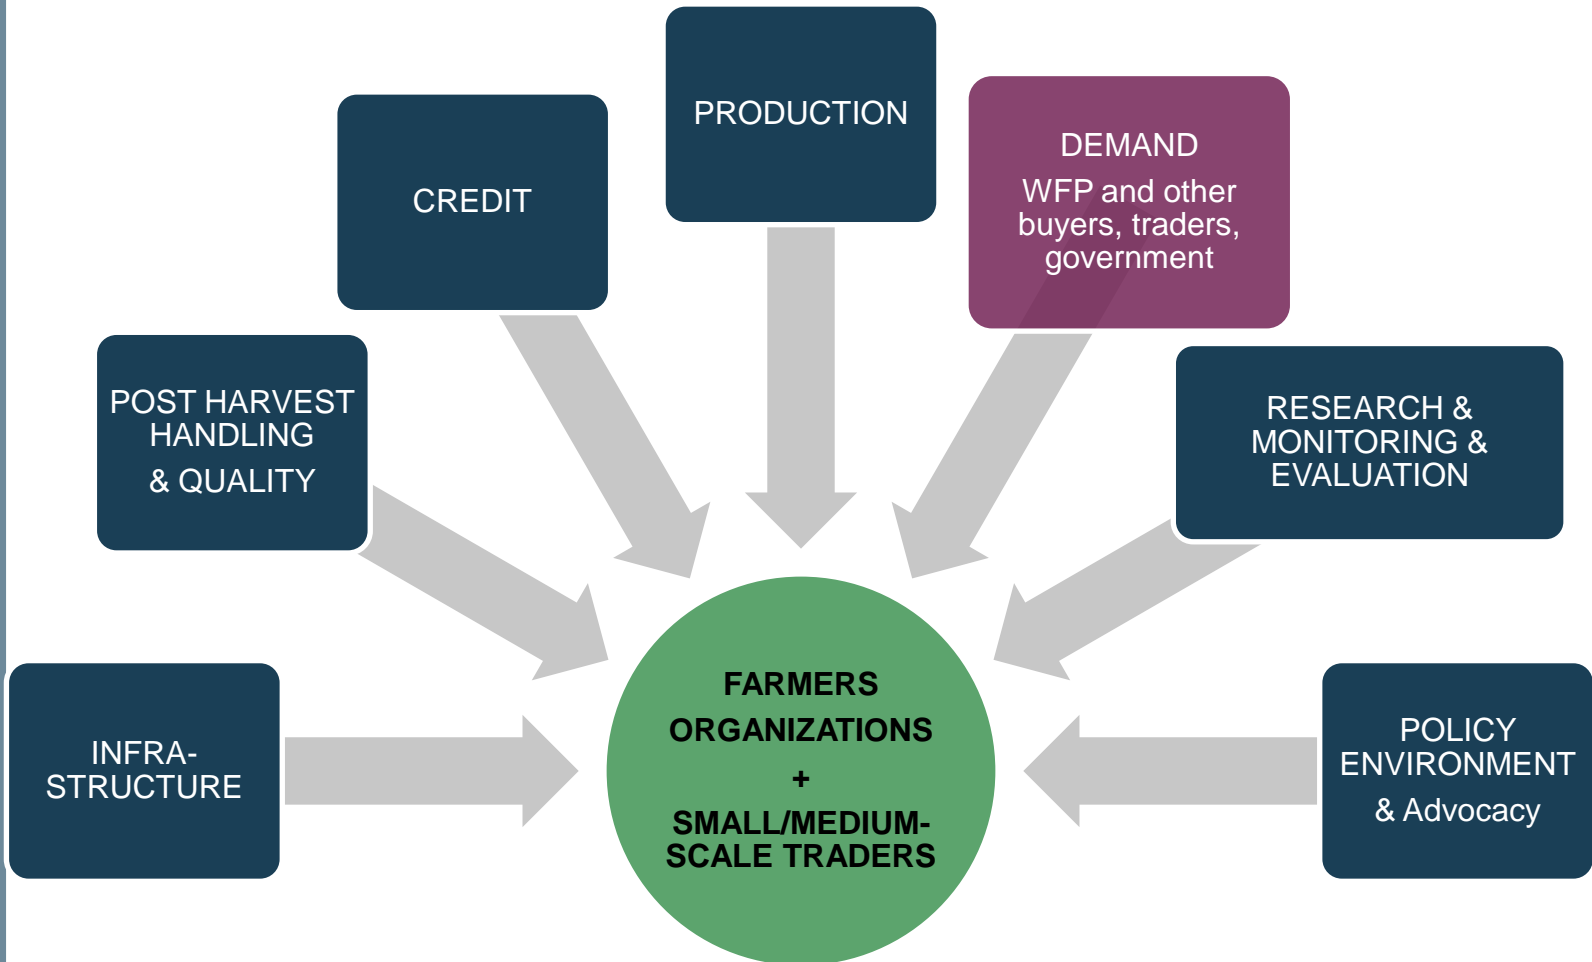 PRODUCTION
DEMAND
WFP and other
buyers, traders,
government
CREDIT
POST HARVEST
HANDLING
& QUALITY
RESEARCH &
MONITORING &
EVALUATION
INFRA-
STRUCTURE
FARMERS
ORGANIZATIONS
+
SMALL/MEDIUM-
SCALE TRADERS
POLICY
ENVIRONMENT
& Advocacy